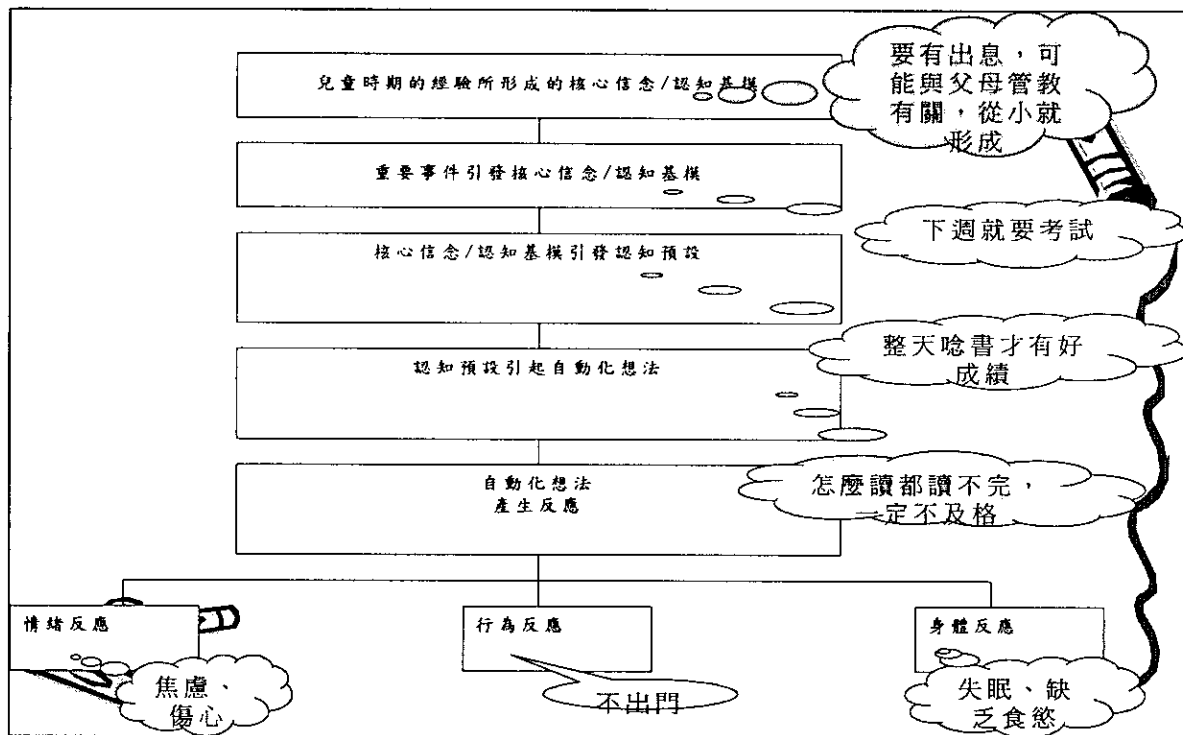 兒童時期的經驗所形成的核心信念/認知基模
要有出息，可
能與父母管教
有關，從小就
形成
重要事件引發核心信念/認知基模
下週就要考試
核心信念/認知基模引發認知預設
整天唸書才有好
成績
認知預設引起自動化想法
怎麼讀都讀不完，
一定不及格
自動化想法
產生反應
情緒反應
焦慮、
傷心
行為反應
不出門
身體反應
失眠、缺
乏食慾